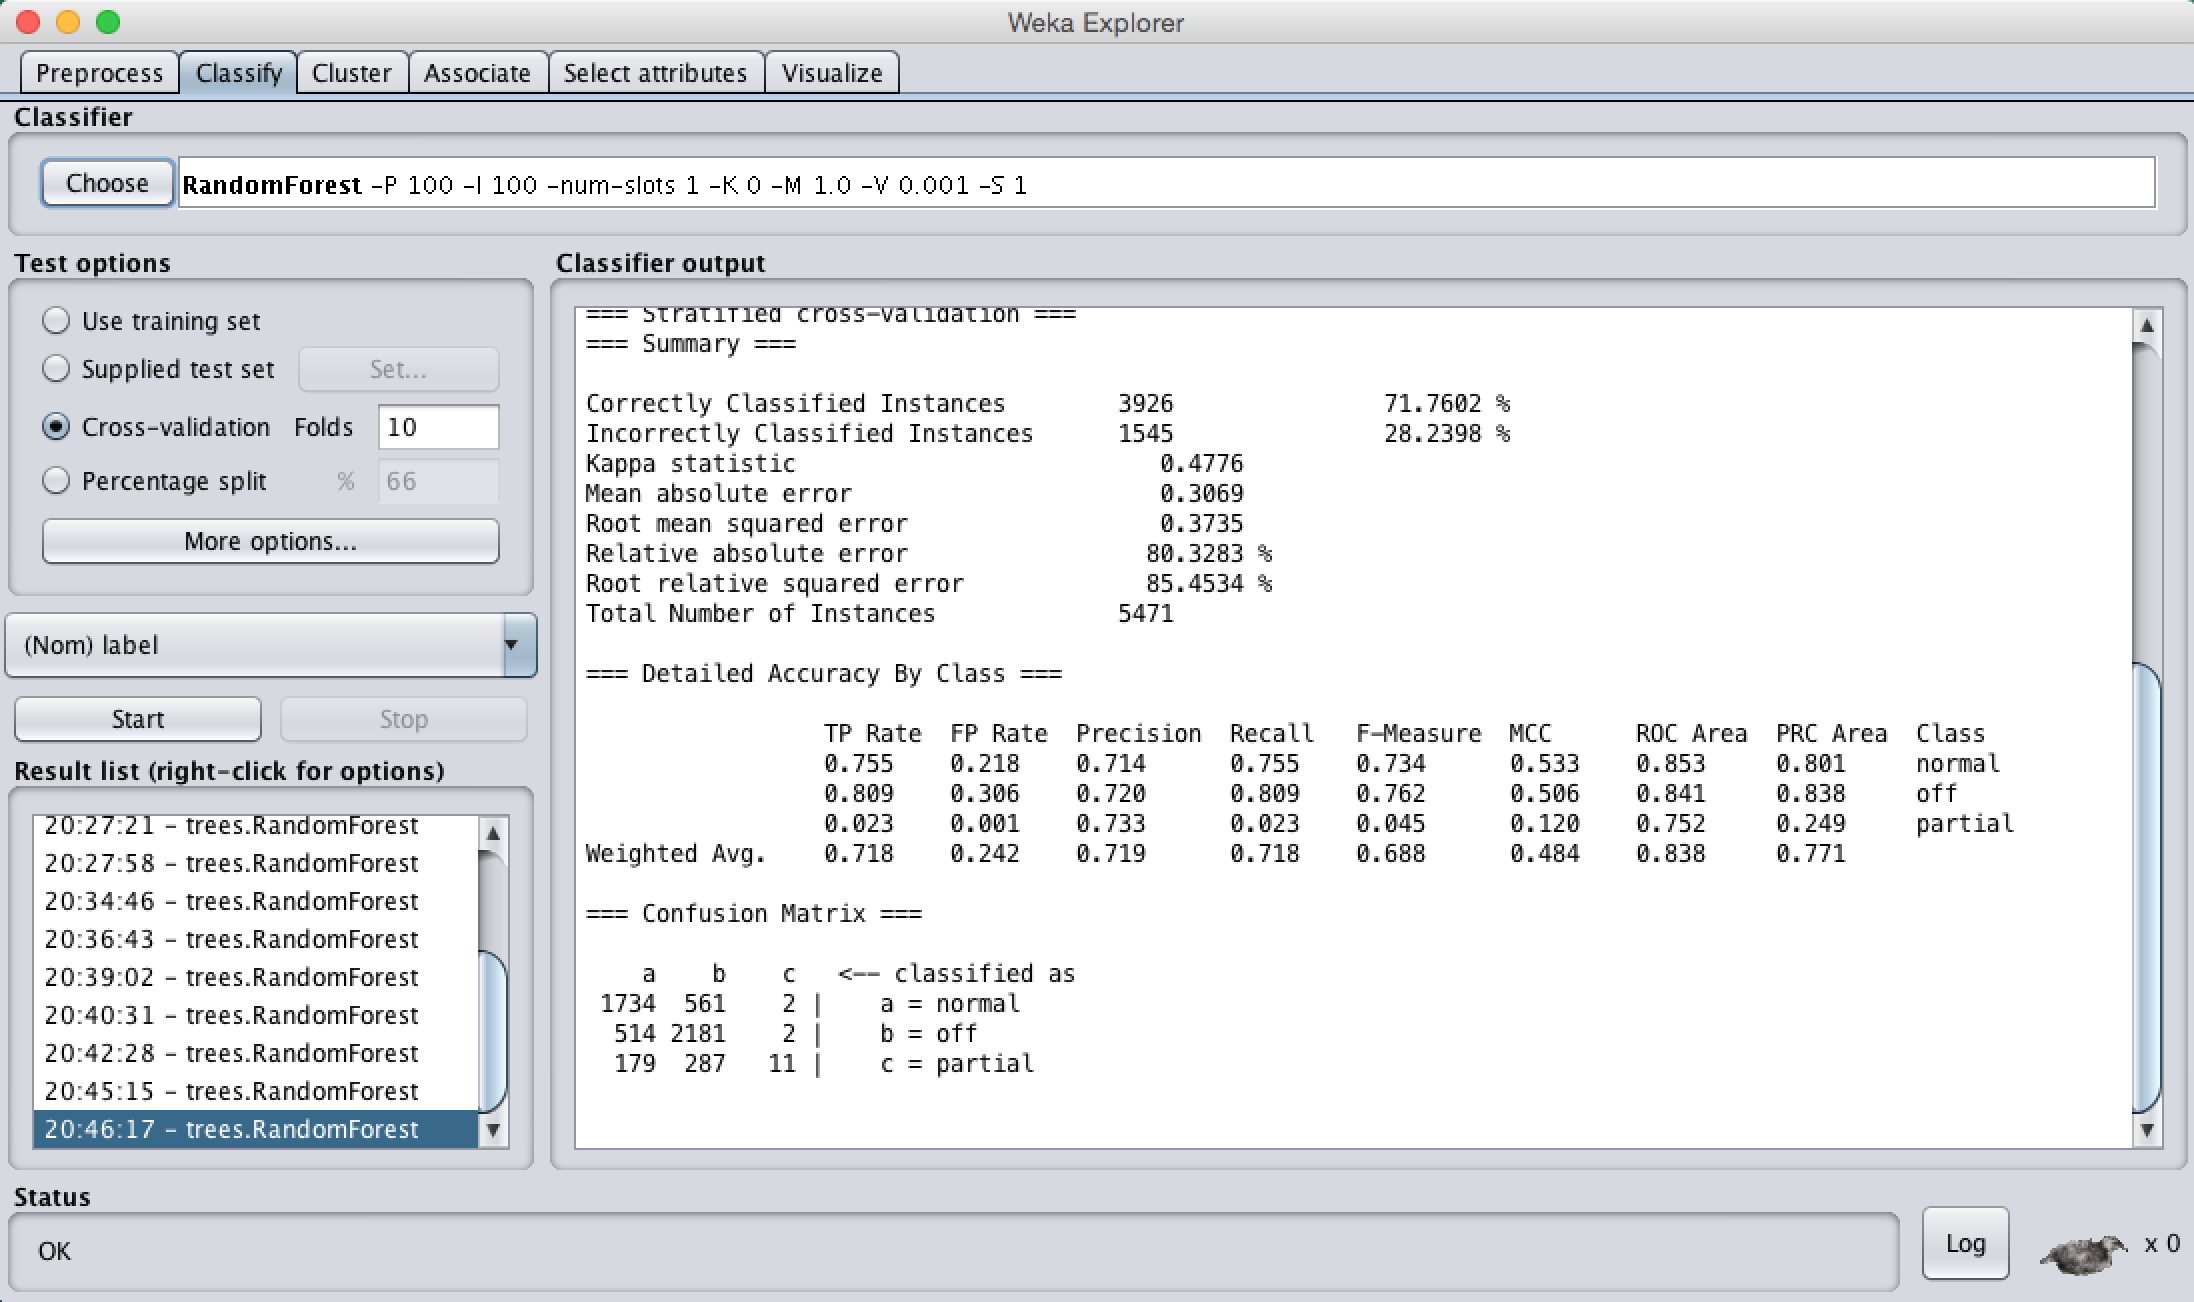 Weka Explorer
Preprocess Classify Cluster Associate Select attributes Visualize
Classifier
Choose RandomForest -P 100 -I 100 -num-slots 1 -K 0 -M 1.0 -V 0.001 -S 1
Test options
Use training set
Supplied test set Set...
Cross-validation Folds 10
Percentage split % 66
More options...
(Nom) label
Start Stop
Result list (right-click for options)
20:27:21 - trees.RandomForest
20:27:58 - trees.RandomForest
20:34:46 - trees.RandomForest
20:36:43 - trees.RandomForest
20:39:02 - trees.RandomForest
20:40:31 - trees.RandomForest
20:42:28 - trees.RandomForest
20:45:15 - trees.RandomForest
20:46:17 - trees.RandomForest
Classifier output
=== Stratified cross-validation ===
=== Summary ===
Correctly Classified Instances 3926 71.7602 %
Incorrectly Classified Instances 1545 28.2398 %
Kappa statistic 0.4776
Mean absolute error 0.3069
Root mean squared error 0.3735
Relative absolute error 80.3283 %
Root relative squared error 85.4534 %
Total Number of Instances 5471
=== Detailed Accuracy By Class ===
TP Rate FP Rate Precision Recall F-Measure MCC ROC Area PRC Area Class
0.755 0.218 0.714 0.755 0.734 0.533 0.853 0.801 normal
0.809 0.306 0.720 0.809 0.762 0.506 0.841 0.838 off
0.023 0.001 0.733 0.023 0.045 0.120 0.752 0.249 partial
Weighted Avg. 0.718 0.242 0.719 0.718 0.688 0.484 0.838 0.771
=== Confusion Matrix ===
a b c <-- classified as
1734 561 2 | a = normal
514 2181 2 | b = off
179 287 11 | c = partial
Status
OK
Log
x 0